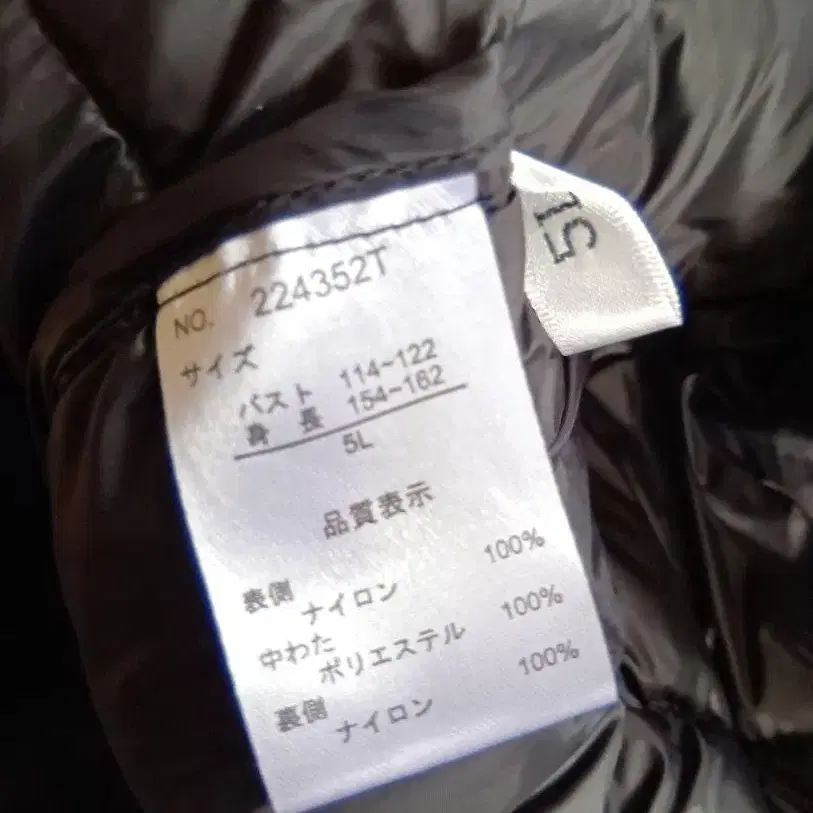 NO. 224352T
サイズ
バスト 114~122
身 長 154~162
5L
品質表示
表側
ナイロン 100%
中わた
ポリエステル 100%
裏側
ナイロン 100%
5L